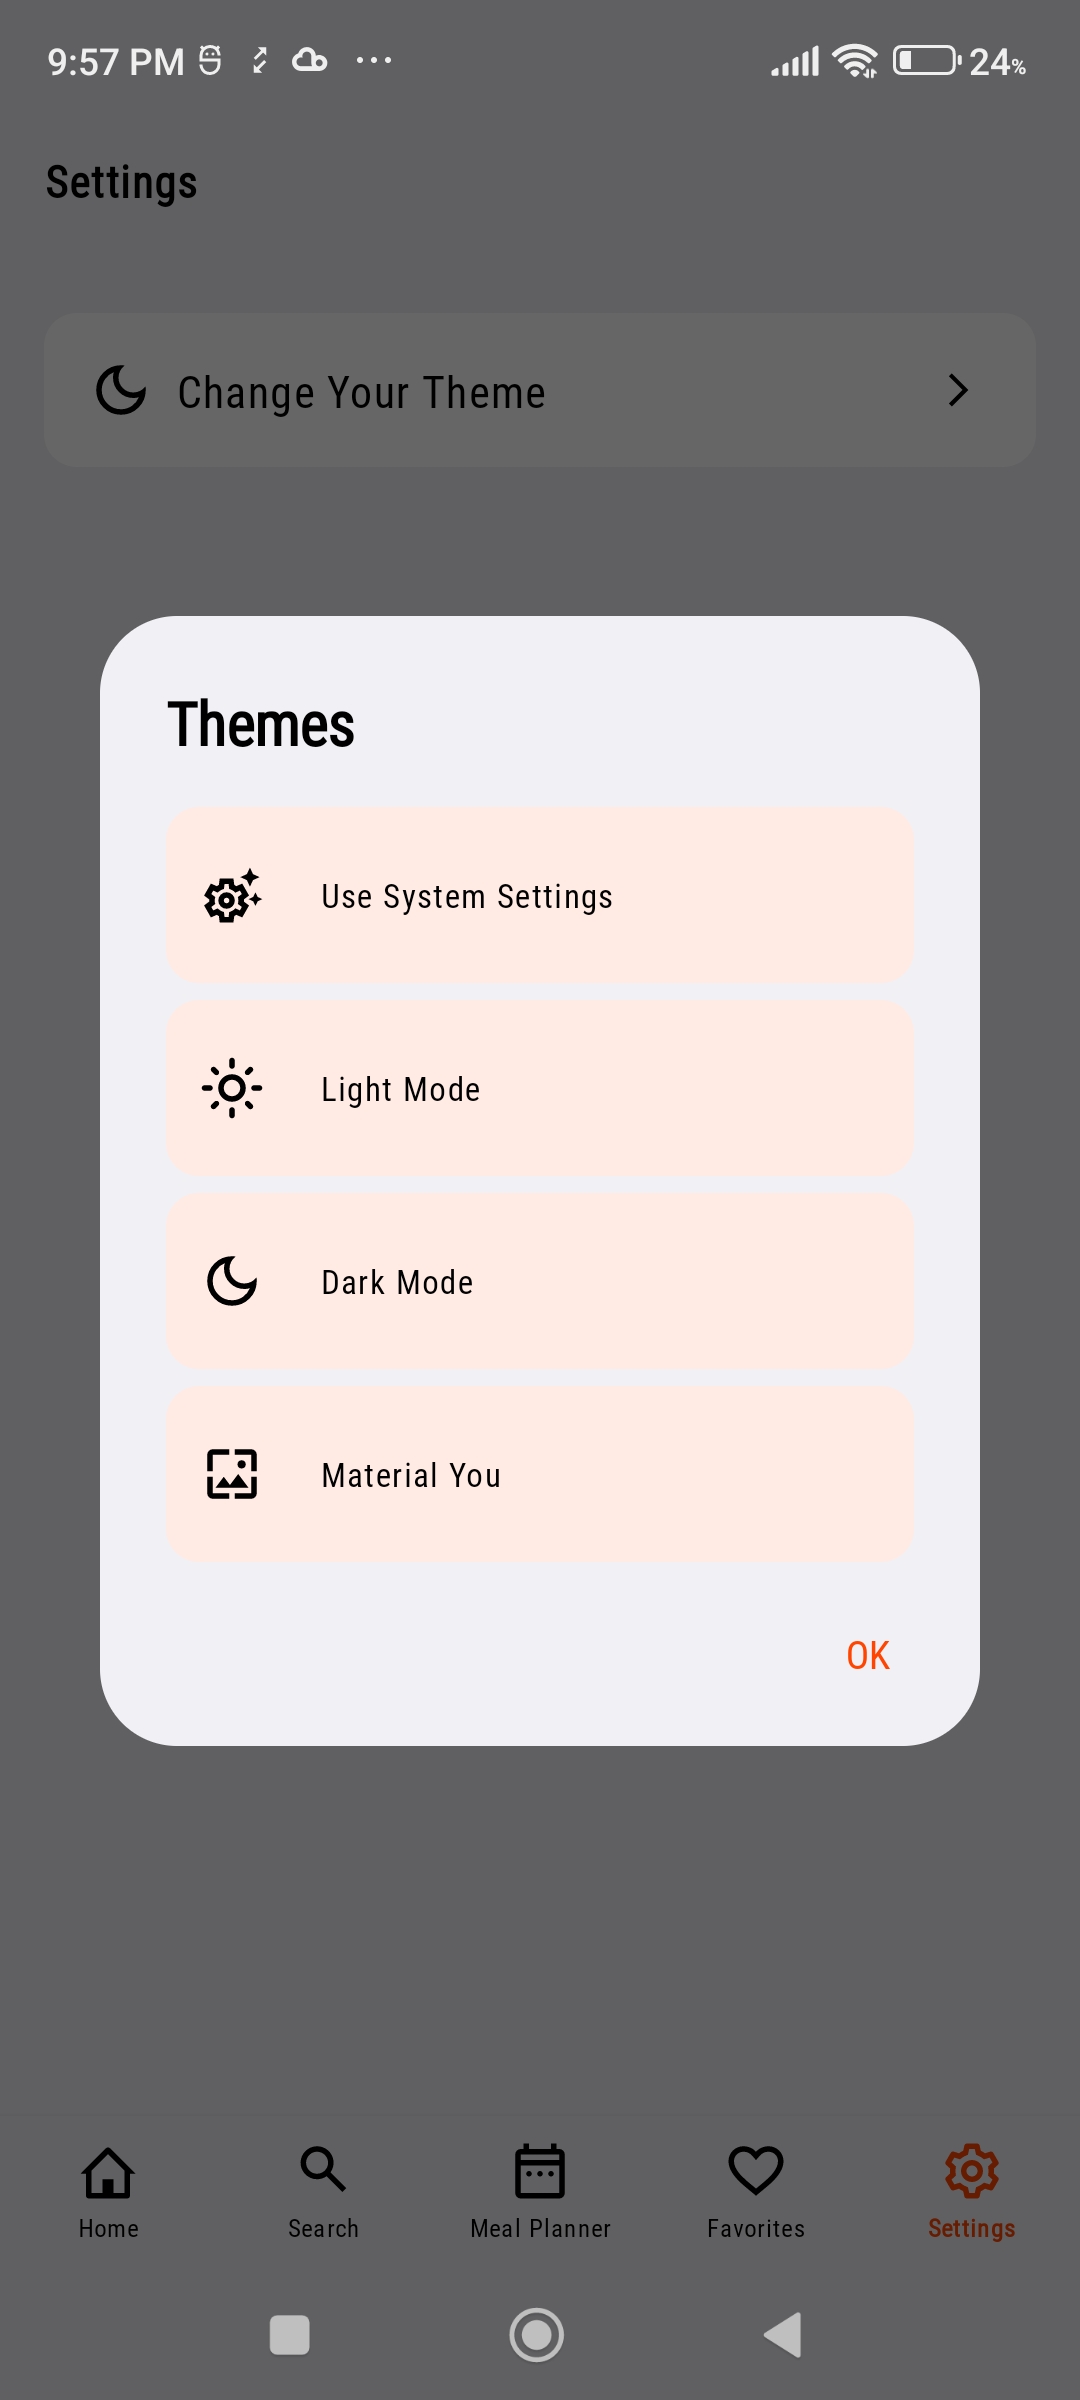 9:57 PM
24%
Settings
Change Your Theme
Themes
Use System Settings
Light Mode
Dark Mode
Material You
OK
Home
Search
Meal Planner
Favorites
Settings